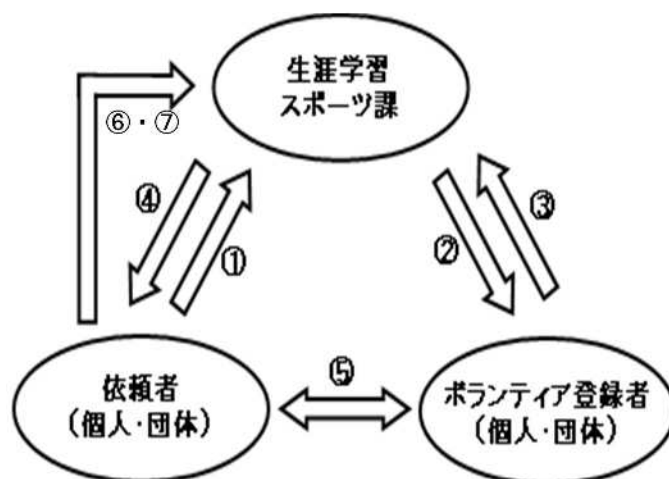 生涯学習
スポーツ課
⑥・⑦
④
①
②
③
⑤
依頼者
(個人・団体)
ボランティア登録者
(個人・団体)